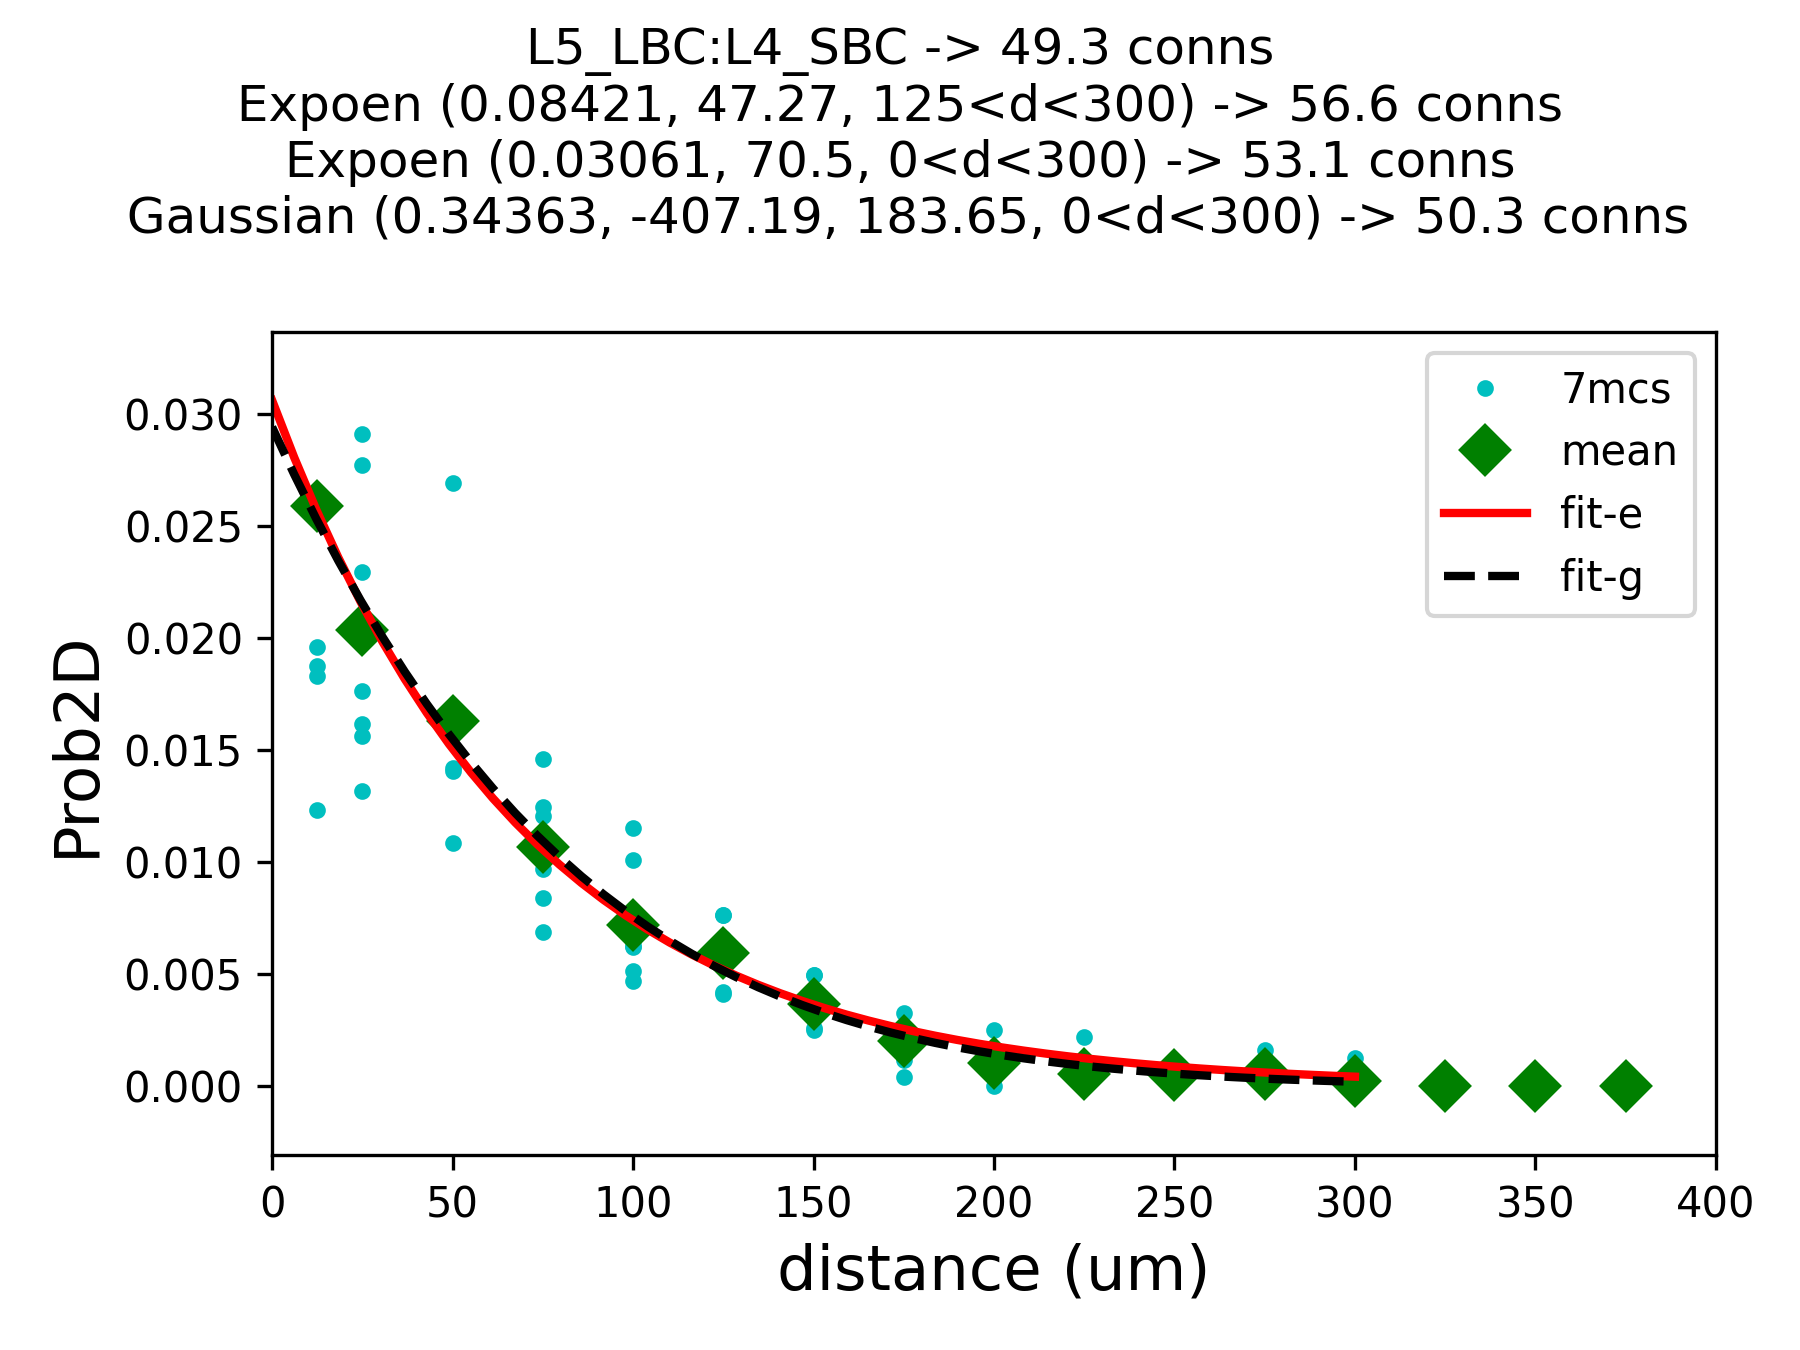 L5_LBC:L4_SBC -> 49.3 conns
Expoen (0.08421, 47.27, 125<d<300) -> 56.6 conns
Expoen (0.03061, 70.5, 0<d<300) -> 53.1 conns
Gaussian (0.34363, -407.19, 183.65, 0<d<300) -> 50.3 conns
7mcs
mean
fit-e
fit-g
Prob2D
0.030
0.025
0.020
0.015
0.010
0.005
0.000
0 50 100 150 200 250 300 350 400
distance (um)